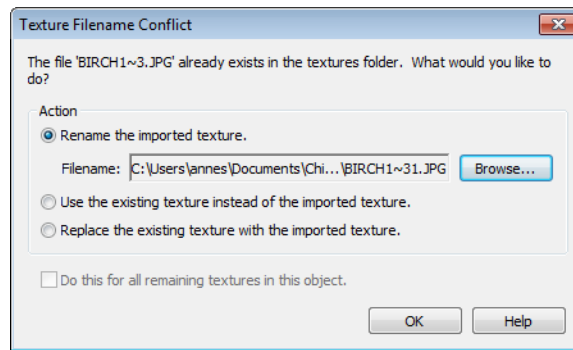 Texture Filename Conflict
The file 'BIRCH1~3.JPG' already exists in the textures folder. What would you like to
do?
Action
Rename the imported texture.
Filename: C:\Users\annes\Documents\Chi...\BIRCH1~31.JPG Browse...
Use the existing texture instead of the imported texture.
Replace the existing texture with the imported texture.
Do this for all remaining textures in this object.
OK Help